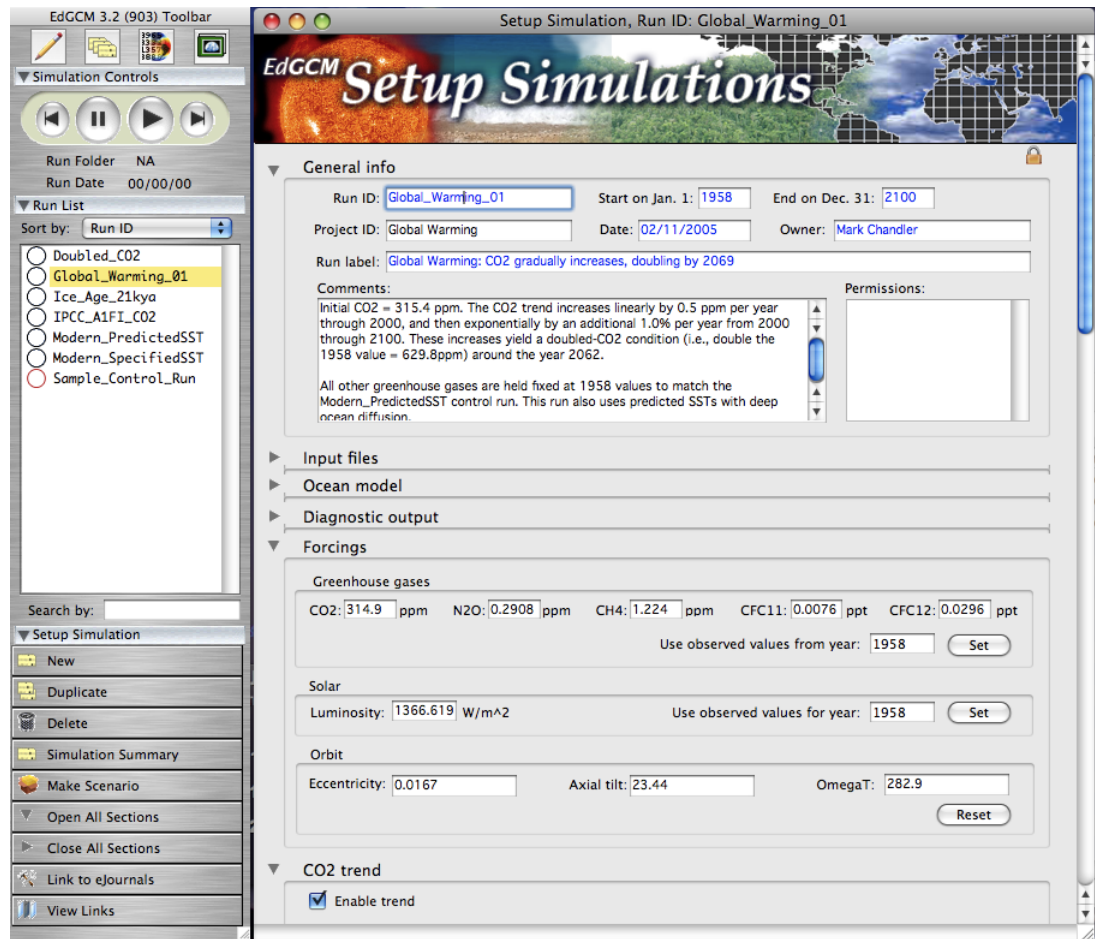 EdGCM 3.2 (903) Toolbar
Simulation Controls
Run Folder NA
Run Date 00/00/00
Run List
Sort by: Run ID
Doubled_CO2
Global_Warming_01
Ice_Age_21kya
IPCC_A1FI_CO2
Modern_PredictedSST
Modern_SpecifiedSST
Sample_Control_Run
Search by:
Setup Simulation
New
Duplicate
Delete
Simulation Summary
Make Scenario
Open All Sections
Close All Sections
Link to eJournals
View Links
Setup Simulation, Run ID: Global_Warming_01
EdGCM Setup Simulations
General info
Run ID: Global_Warming_01 Start on Jan. 1: 1958 End on Dec. 31: 2100
Project ID: Global Warming Date: 02/11/2005 Owner: Mark Chandler
Run label: Global Warming: CO2 gradually increases, doubling by 2069
Comments: Permissions:
Initial CO2 = 315.4 ppm. The CO2 trend increases linearly by 0.5 ppm per year
through 2000, and then exponentially by an additional 1.0% per year from 2000
through 2100. These increases yield a doubled-CO2 condition (i.e., double the
1958 value = 629.8ppm) around the year 2062.
All other greenhouse gases are held fixed at 1958 values to match the
Modern_PredictedSST control run. This run also uses predicted SSTs with deep
ocean diffusion.
Input files
Ocean model
Diagnostic output
Forcings
Greenhouse gases
CO2: 314.9 ppm N2O: 0.2908 ppm CH4: 1.224 ppm CFC11: 0.0076 ppt CFC12: 0.0296 ppt
Use observed values from year: 1958 Set
Solar
Luminosity: 1366.619 W/m^2 Use observed values for year: 1958 Set
Orbit
Eccentricity: 0.0167 Axial tilt: 23.44 OmegaT: 282.9
Reset
CO2 trend
Enable trend